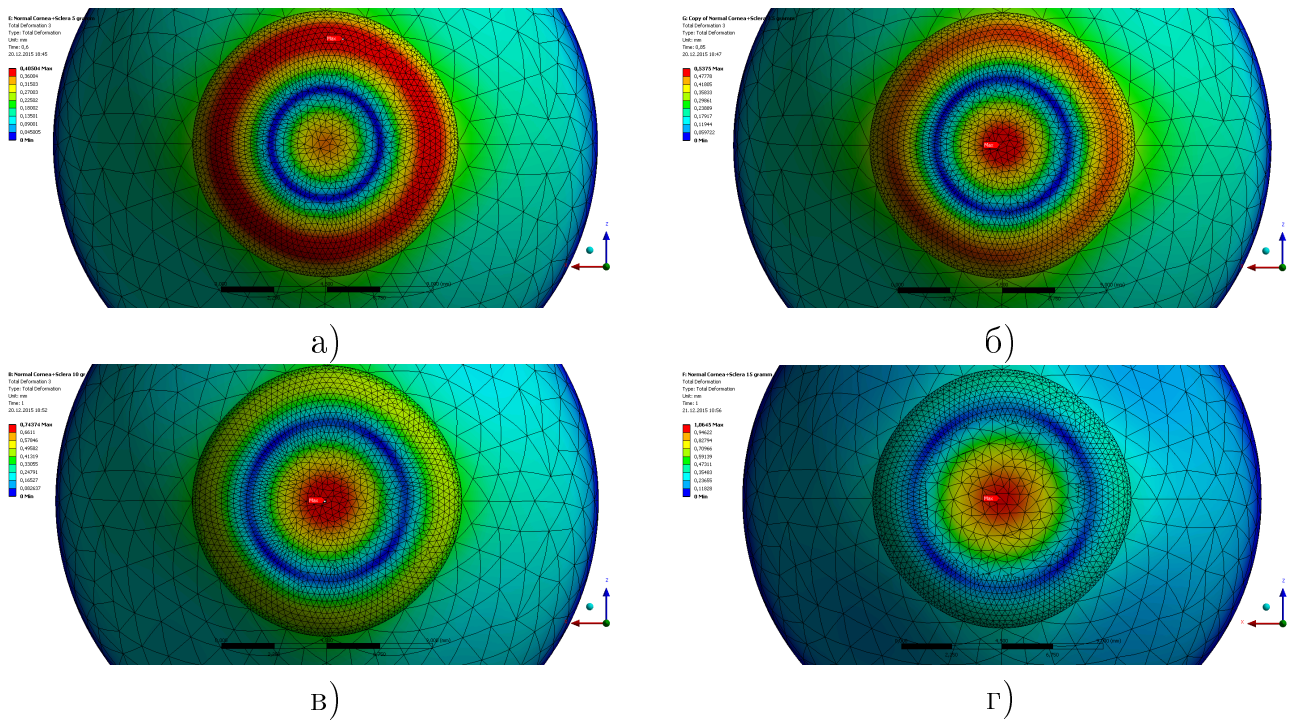 E: Normal Cornea+Sclera 5 gramm
Total Deformation 3
Type: Total Deformation
Unit: mm
Time: 0,6
20.12.2015 18:45
0,40504 Max
0,36004
0,31503
0,27003
0,22502
0,18002
0,13501
0,09001
0,045005
0 Min
Max
а)
G: Copy of Normal Cornea+Sclera
Total Deformation 3
Type: Total Deformation
Unit: mm
Time: 0,85
20.12.2015 18:47
0,5375 Max
0,47778
0,41805
0,35833
0,29861
0,23889
0,17917
0,11944
0,059722
0 Min
Max
z
б)
B: Normal Cornea+Sclera 10 gr
Total Deformation 3
Type: Total Deformation
Unit: mm
Time: 1
20.12.2015 18:52
0,74374 Max
0,6611
0,57846
0,49582
0,41319
0,33055
0,24791
0,16527
0,082637
0 Min
Max
z
в)
F: Normal Cornea+Sclera 15 gramm
Total Deformation
Type: Total Deformation
Unit: mm
Time: 1
21.12.2015 10:56
1,0645 Max
0,94622
0,82794
0,70966
0,59139
0,47311
0,35483
0,23655
0,11828
0 Min
Max
z
x
г)